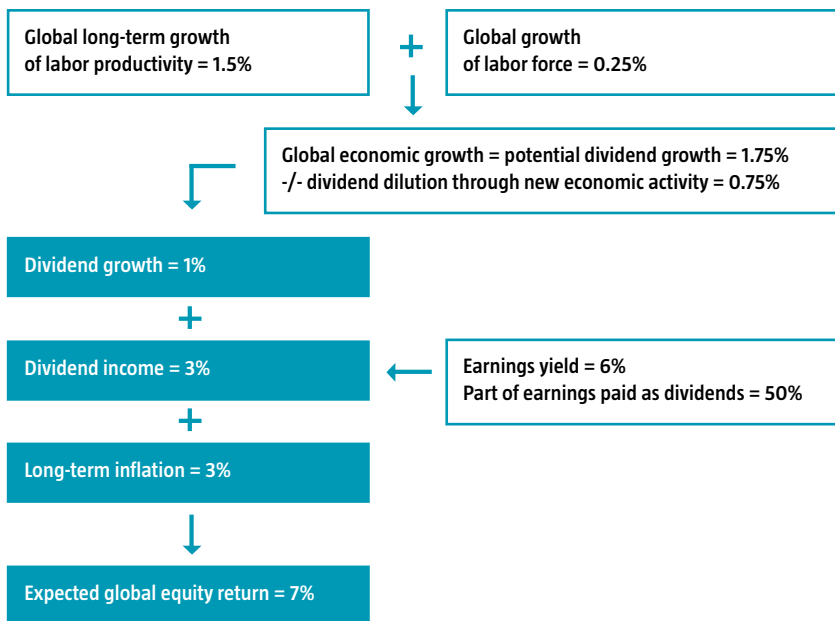 Global long-term growth
of labor productivity = 1.5%
+
Global growth
of labor force = 0.25%
Global economic growth = potential dividend growth = 1.75%
-/- dividend dilution through new economic activity = 0.75%
Dividend growth = 1%
+
Dividend income = 3%
Earnings yield = 6%
Part of earnings paid as dividends = 50%
+
Long-term inflation = 3%
Expected global equity return = 7%